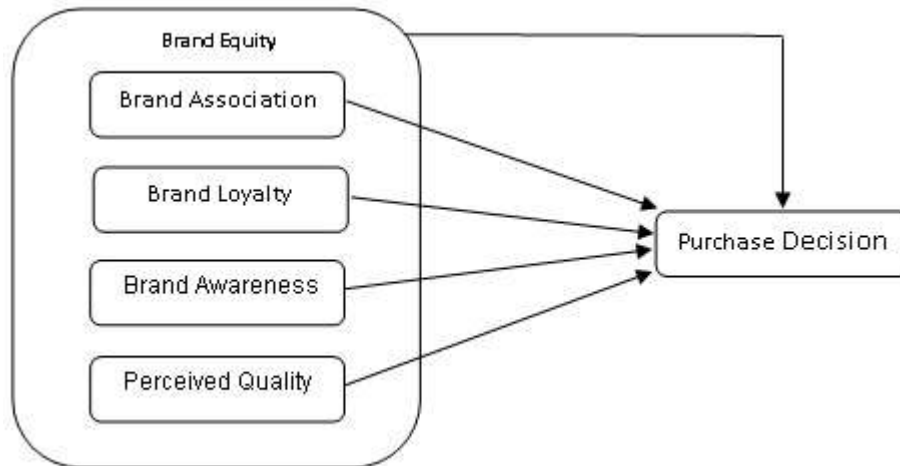 Brand Equity
Brand Association
Brand Loyalty
Brand Awareness
Perceived Quality
Purchase Decision